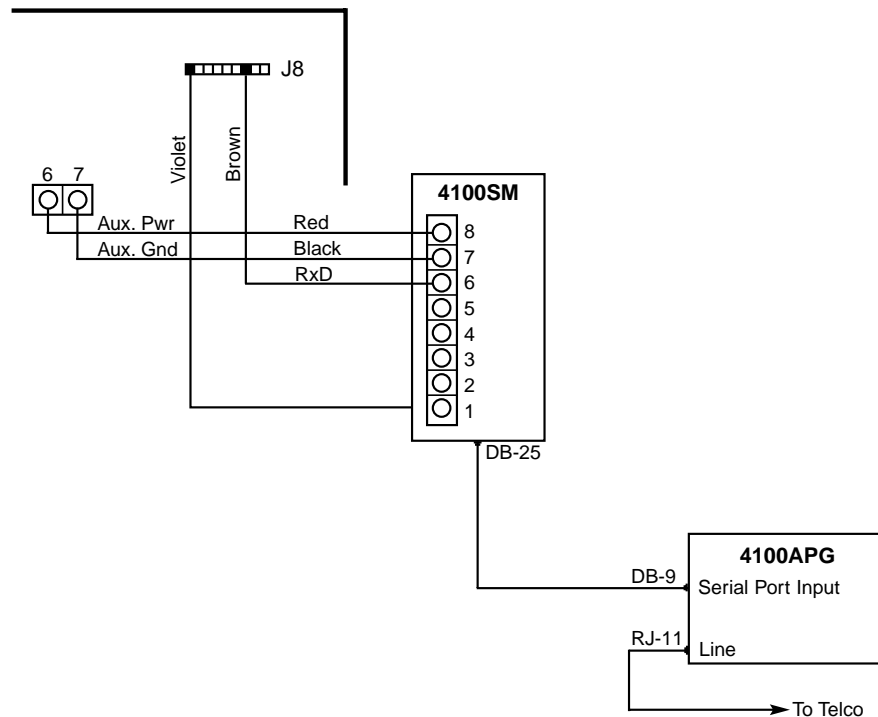 J8
Violet
Brown
6 7
4100SM
Aux. Pwr Red 8
Aux. Gnd Black 7
RxD 6
5
4
3
2
1
DB-25
4100APG
DB-9 Serial Port Input
RJ-11 Line
To Telco